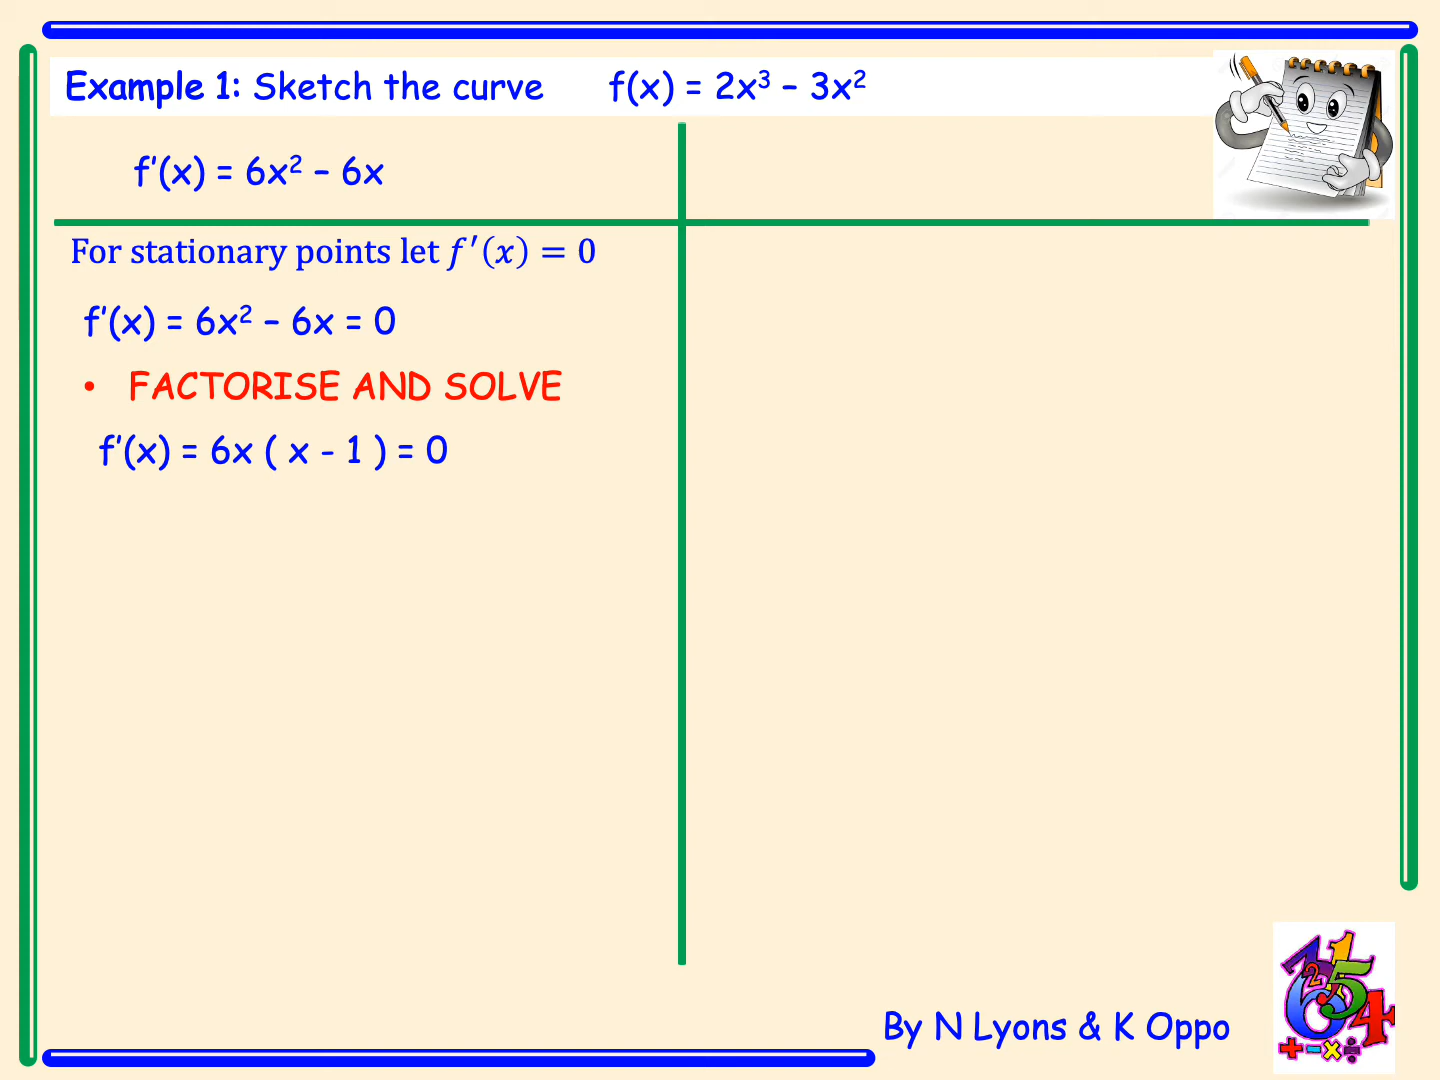 Example 1: Sketch the curve f(x) = 2x³ – 3x²
f'(x) = 6x² – 6x
For stationary points let f′(x) = 0
f'(x) = 6x² – 6x = 0
• FACTORISE AND SOLVE
f'(x) = 6x ( x - 1 ) = 0
By N Lyons & K Oppo